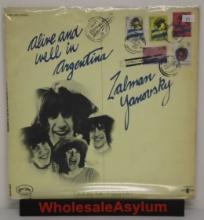 Alive and
well in
Argentina
Zalman
Yanovsky
WholesaleAsylum